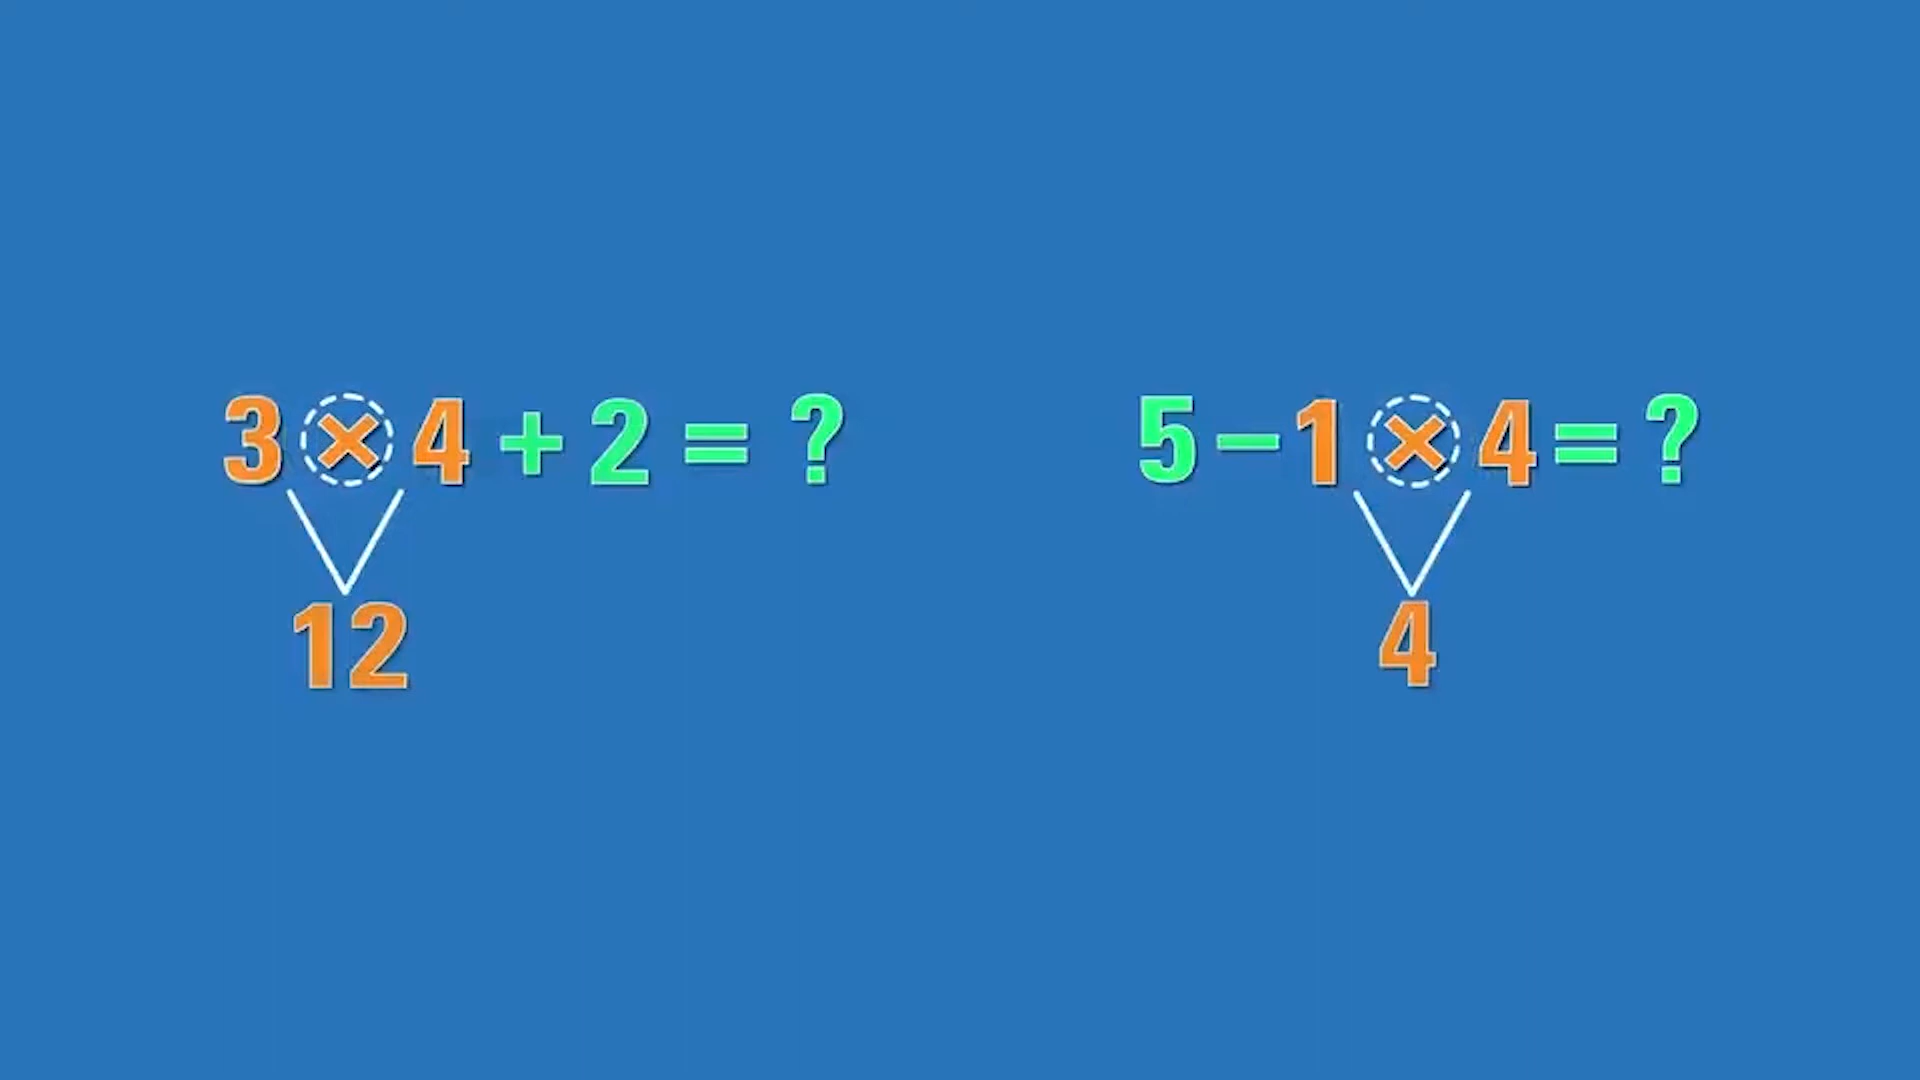 3 × 4 + 2 = ?
12
5 − 1 × 4 = ?
4